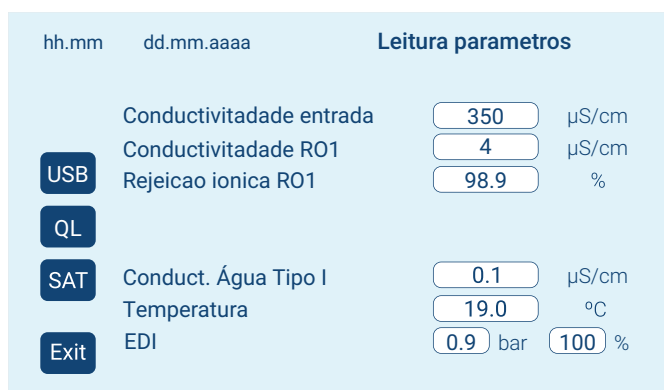 hh.mm dd.mm.aaaa Leitura parametros
Conductivitadade entrada 350 µS/cm
Conductivitadade RO1 4 µS/cm
USB
Rejeicao ionica RO1 98.9 %
QL
SAT
Conduct. Água Tipo I 0.1 µS/cm
Temperatura 19.0 ºC
Exit
EDI 0.9 bar 100 %